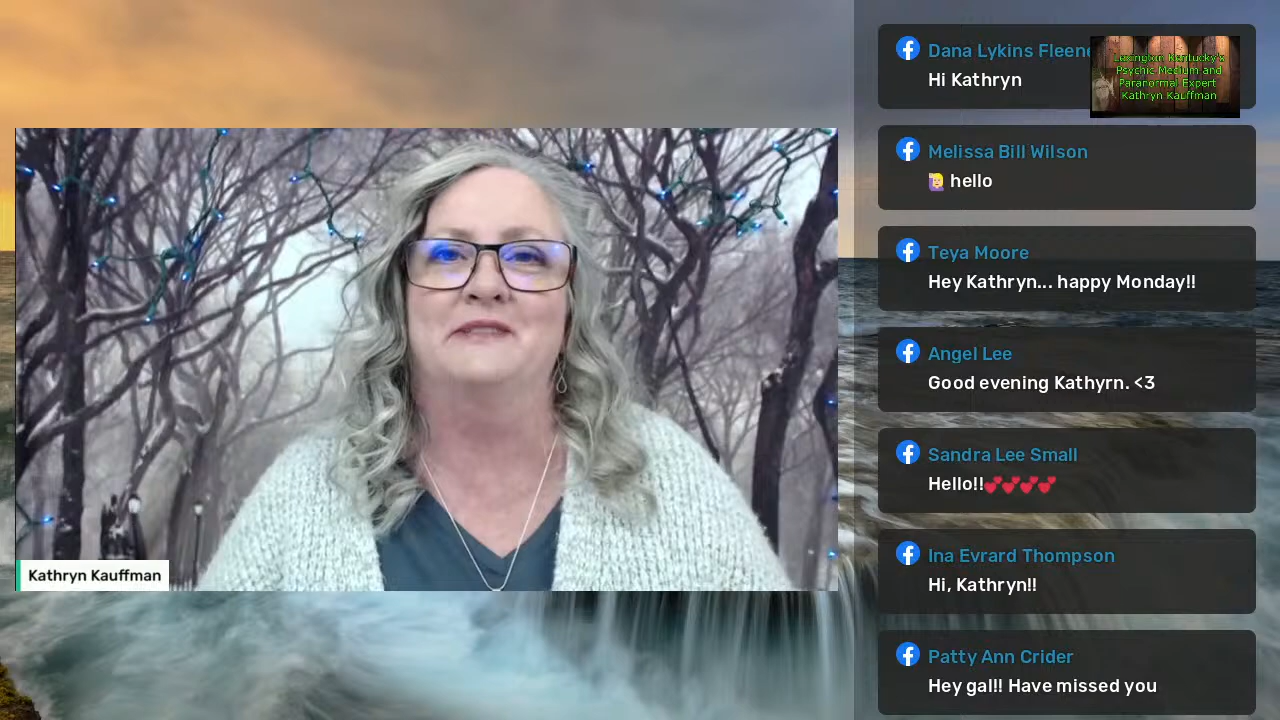 Dana Lykins Fleene
Hi Kathryn
Lexington Kentucky's
Psychic Medium and
Paranormal Expert
Kathryn Kauffman
Melissa Bill Wilson
🙋🏼‍♀️ hello
Teya Moore
Hey Kathryn... happy Monday!!
Angel Lee
Good evening Kathyrn. <3
Sandra Lee Small
Hello!!💕💕💕💕
Ina Evrard Thompson
Hi, Kathryn!!
Patty Ann Crider
Hey gal!! Have missed you
Kathryn Kauffman